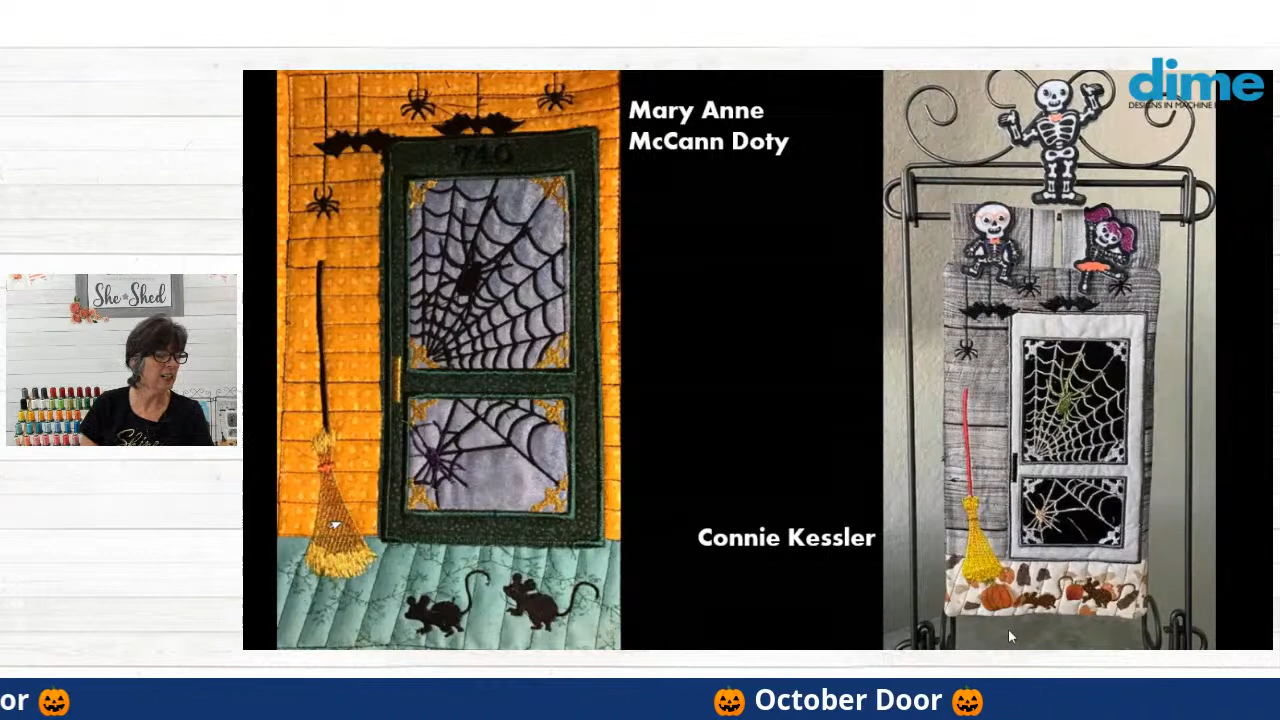 dime
DESIGNS IN MACHINE
Mary Anne
McCann Doty
740
She Shed
Connie Kessler
or 🎃
🎃 October Door 🎃